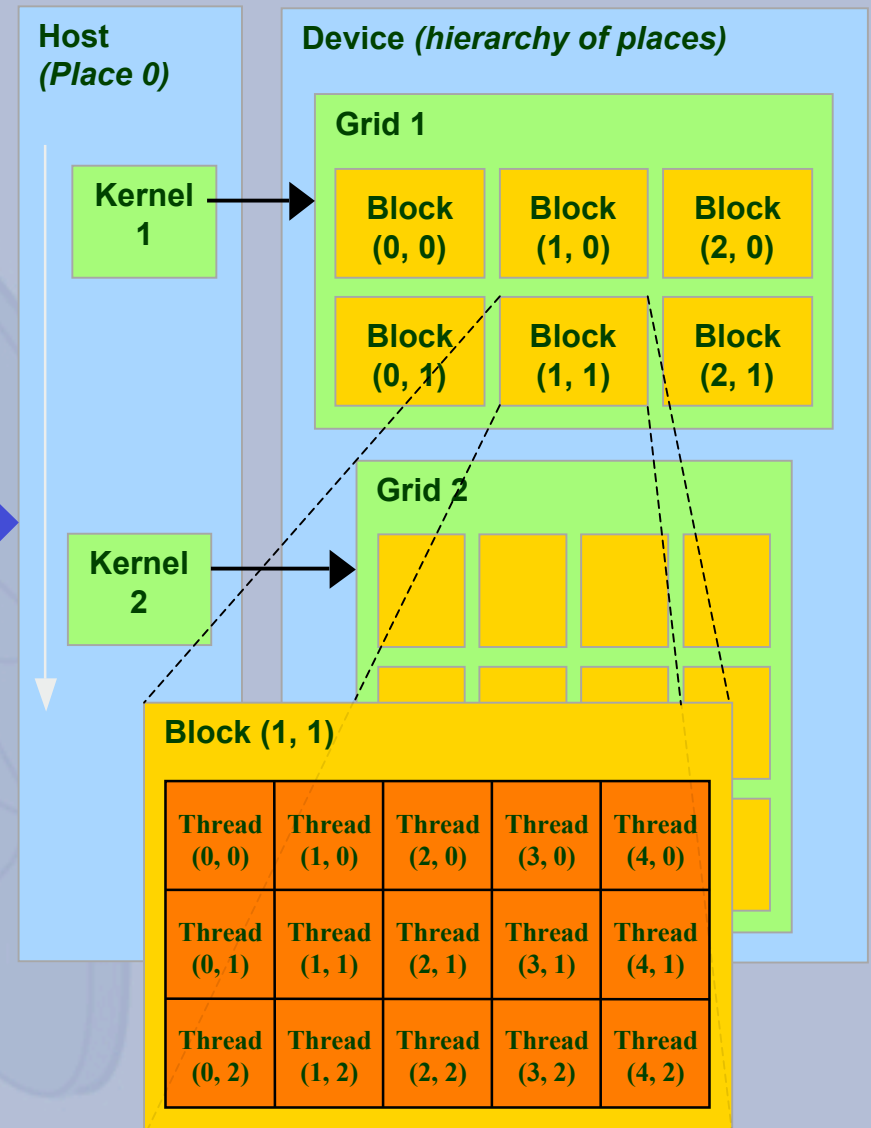 Host
(Place 0)
Device (hierarchy of places)
Grid 1
Kernel
1
Block
(0, 0)
Block
(1, 0)
Block
(2, 0)
Block
(0, 1)
Block
(1, 1)
Block
(2, 1)
Grid 2
Kernel
2
Block (1, 1)
Thread
(0, 0)
Thread
(1, 0)
Thread
(2, 0)
Thread
(3, 0)
Thread
(4, 0)
Thread
(0, 1)
Thread
(1, 1)
Thread
(2, 1)
Thread
(3, 1)
Thread
(4, 1)
Thread
(0, 2)
Thread
(1, 2)
Thread
(2, 2)
Thread
(3, 2)
Thread
(4, 2)